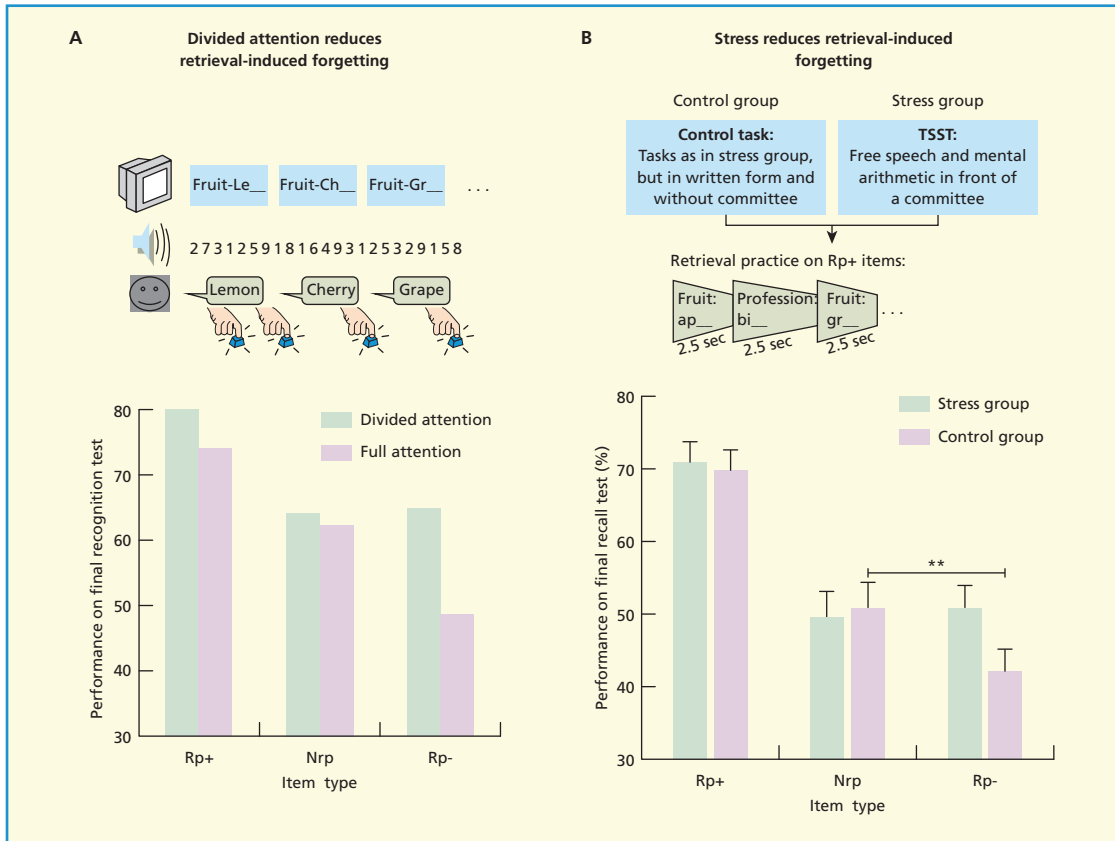 A
Divided attention reduces
retrieval-induced forgetting
Fruit-Le__ Fruit-Ch__ Fruit-Gr__ . . .
2 7 3 1 2 5 9 1 8 1 6 4 9 3 1 2 5 3 2 9 1 5 8
Lemon Cherry Grape
80
70
60
50
40
30
Performance on final recognition test
Divided attention
Full attention
Rp+ Nrp Rp-
Item type
B
Stress reduces retrieval-induced
forgetting
Control group Stress group
Control task:
Tasks as in stress group,
but in written form and
without committee
TSST:
Free speech and mental
arithmetic in front of
a committee
Retrieval practice on Rp+ items:
Fruit:
ap__
2.5 sec
Profession:
bi__
2.5 sec
Fruit:
gr__
2.5 sec
. . .
80
70
60
50
40
30
Performance on final recall test (%)
Stress group
Control group
**
Rp+ Nrp Rp-
Item type